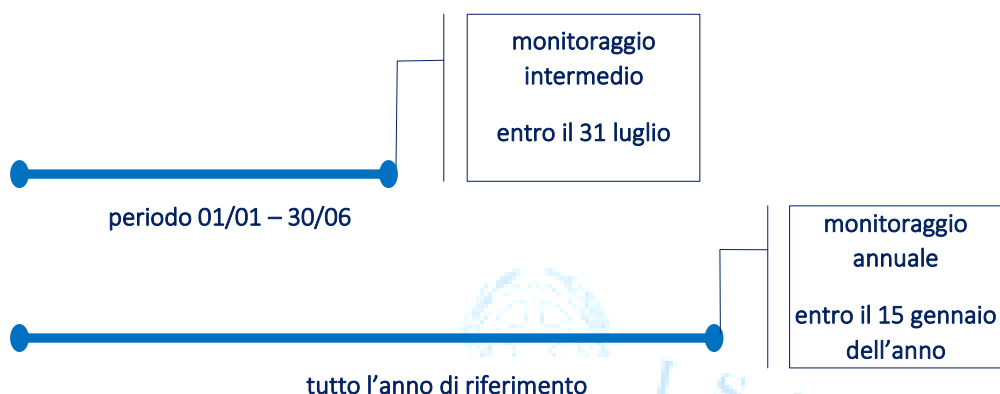 monitoraggio
intermedio
entro il 31 luglio
periodo 01/01 – 30/06
monitoraggio
annuale
entro il 15 gennaio
dell’anno
tutto l’anno di riferimento